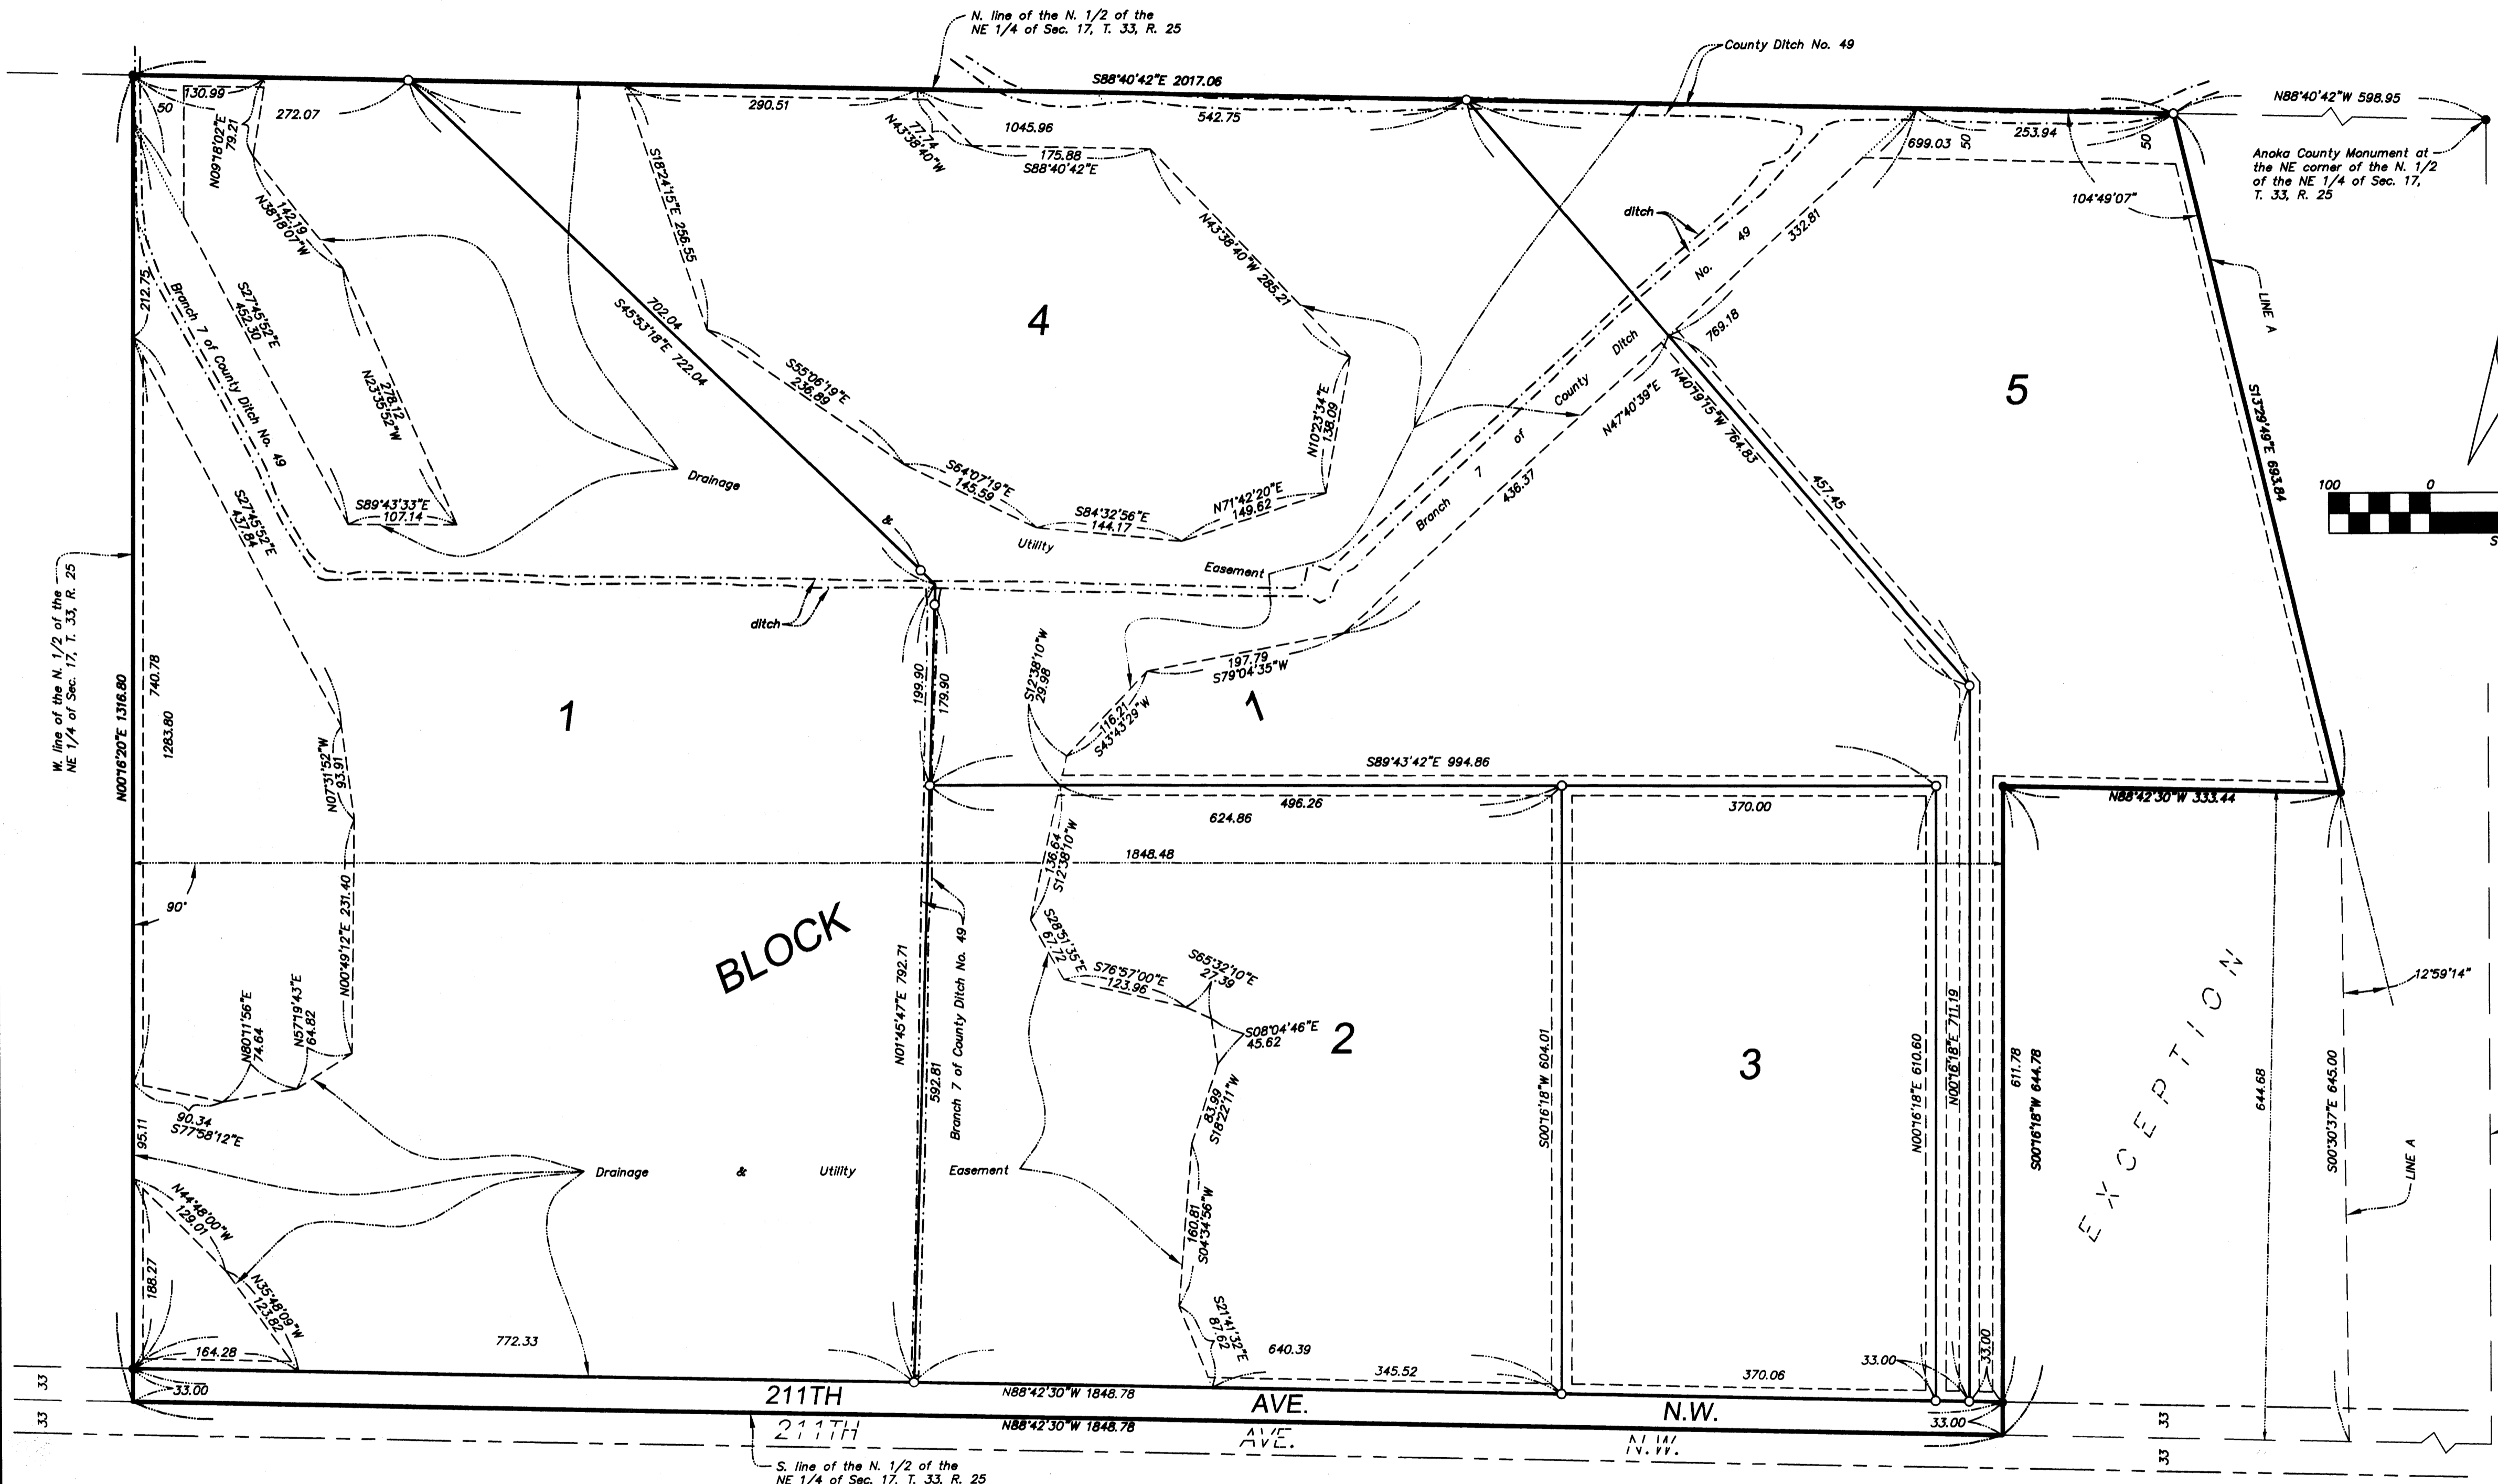 N. line of the N. 1/2 of the
NE 1/4 of Sec. 17, T. 33, R. 25
County Ditch No. 49
S88°40'42"E 2017.06
N88°40'42"W 598.95
130.99
50
272.07
290.51
1045.96
542.75
699.03
50
253.94
50
Anoka County Monument at
the NE corner of the N. 1/2
of the NE 1/4 of Sec. 17,
T. 33, R. 25
104°49'07"
N09°18'02"E
79.21
77.74
N43°38'40"W
175.88
S88°40'42"E
142.19
N38°18'07"W
S18°24'15"E 256.55
N43°38'40"W 285.21
ditch
332.81
LINE A
212.75
Branch 7 of County Ditch No. 49
S27°45'52"E
452.30
702.04
S45°53'18"E 722.04
4
Branch 7 of County Ditch No. 49
769.18
5
278.12
N23°35'52"W
S55°06'19"E
236.89
N10°23'34"E
138.09
N47°40'39"E
436.37
N40°19'15"W 764.83
457.45
S13°29'49"E 693.84
100
0
S
S27°45'52"E
437.84
S89°43'33"E
107.14
Drainage
&
Utility
Easement
S64°07'19"E
145.59
S84°32'56"E
144.17
N71°42'20"E
149.62
W. line of the N. 1/2 of the
NE 1/4 of Sec. 17, T. 33, R. 25
N00°16'20"E 1316.80
740.78
1283.80
ditch
199.90
179.90
S12°38'10"W
29.98
197.79
S79°04'35"W
116.21
S43°43'29"W
1
1
N07°31'52"W
93.91
S89°43'42"E 994.86
496.26
624.86
370.00
N88°42'30"W 333.44
1848.48
90°
136.64
S12°38'10"W
BLOCK
N00°49'12"E 231.40
N01°45'47"E 792.71
592.81
Branch 7 of County Ditch No. 49
S28°51'35"E
67.72
S76°57'00"E
123.96
S65°32'10"E
27.39
S08°04'46"E
45.62
2
3
EXCEPTION
12°59'14"
N80°11'56"E
74.64
N57°19'43"E
64.82
S00°16'18"W 604.01
N00°16'18"E 610.60
N00°16'18"E 711.19
611.78
S00°16'18"W 644.78
644.68
S00°30'37"E 645.00
LINE A
90.34
S77°58'12"E
95.11
83.99
S18°22'11"W
Drainage & Utility Easement
N44°48'00"W
129.01
160.81
S04°34'56"W
188.27
N35°48'09"W
123.82
S21°41'32"E
87.62
164.28
772.33
640.39
345.52
370.06
33.00
33.00
33
33.00
211TH AVE. N.W.
N88°42'30"W 1848.78
33.00
33
33
N88°42'30"W 1848.78
211TH AVE. N.W.
33
S. line of the N. 1/2 of the
NE 1/4 of Sec. 17, T. 33, R. 25